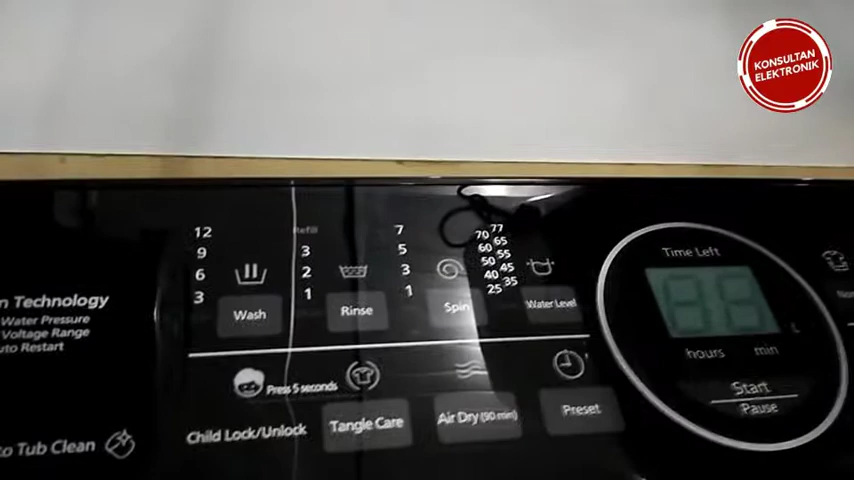 KONSULTAN
ELEKTRONIK
12
9
6
3
Wash
Refill
3
2
1
Rinse
7
5
3
1
Spin
77
70
65
60
55
50
45
40
35
25
Water Level
Time Left
88
hours
min
Start
Pause
Technology
Water Pressure
Voltage Range
uto Restart
to Tub Clean
Press 5 seconds
Child Lock/Unlock
Tangle Care
Air Dry (90 min)
Preset